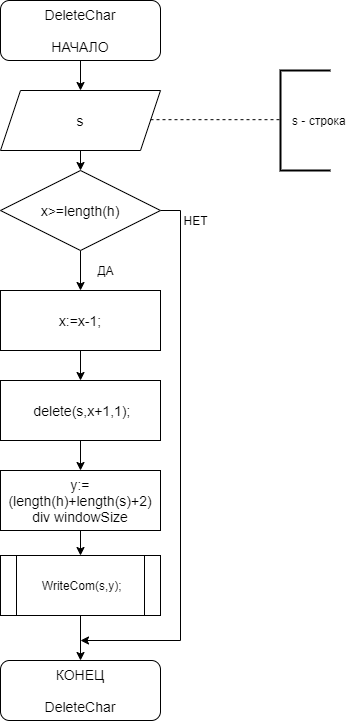 DeleteChar
НАЧАЛО
s
s - строка
x>=length(h)
НЕТ
ДА
x:=x-1;
delete(s,x+1,1);
y:=
(length(h)+length(s)+2)
div windowSize
WriteCom(s,y);
КОНЕЦ
DeleteChar